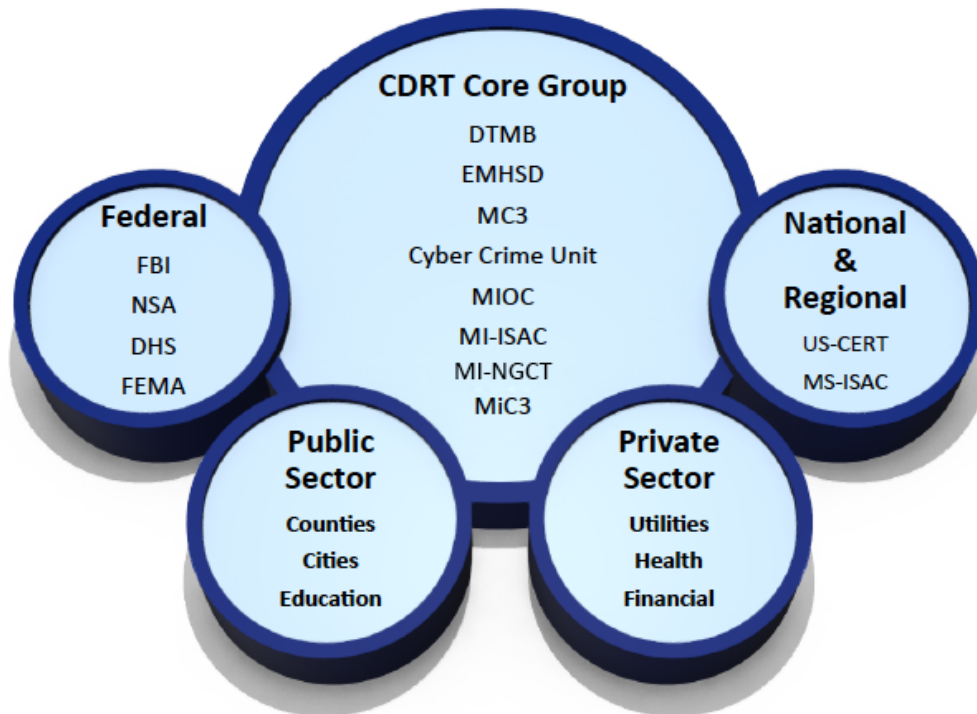 CDRT Core Group
DTMB
EMHSD
MC3
Cyber Crime Unit
MIOC
MI-ISAC
MI-NGCT
MiC3
Federal
FBI
NSA
DHS
FEMA
National
&
Regional
US-CERT
MS-ISAC
Public
Sector
Counties
Cities
Education
Private
Sector
Utilities
Health
Financial